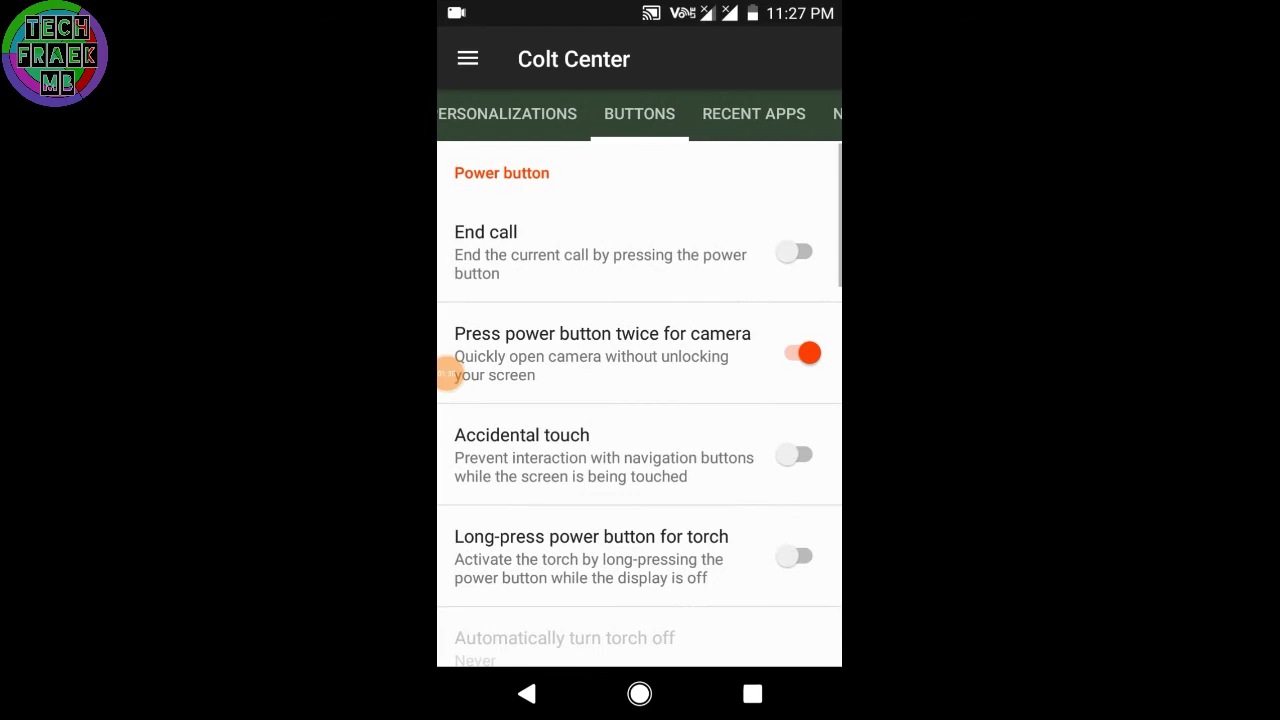 TECH
FRAEK
MB
11:27 PM
Colt Center
ERSONALIZATIONS
BUTTONS
RECENT APPS
N
Power button
End call
End the current call by pressing the power
button
Press power button twice for camera
Quickly open camera without unlocking
your screen
Accidental touch
Prevent interaction with navigation buttons
while the screen is being touched
Long-press power button for torch
Activate the torch by long-pressing the
power button while the display is off
Automatically turn torch off
Never